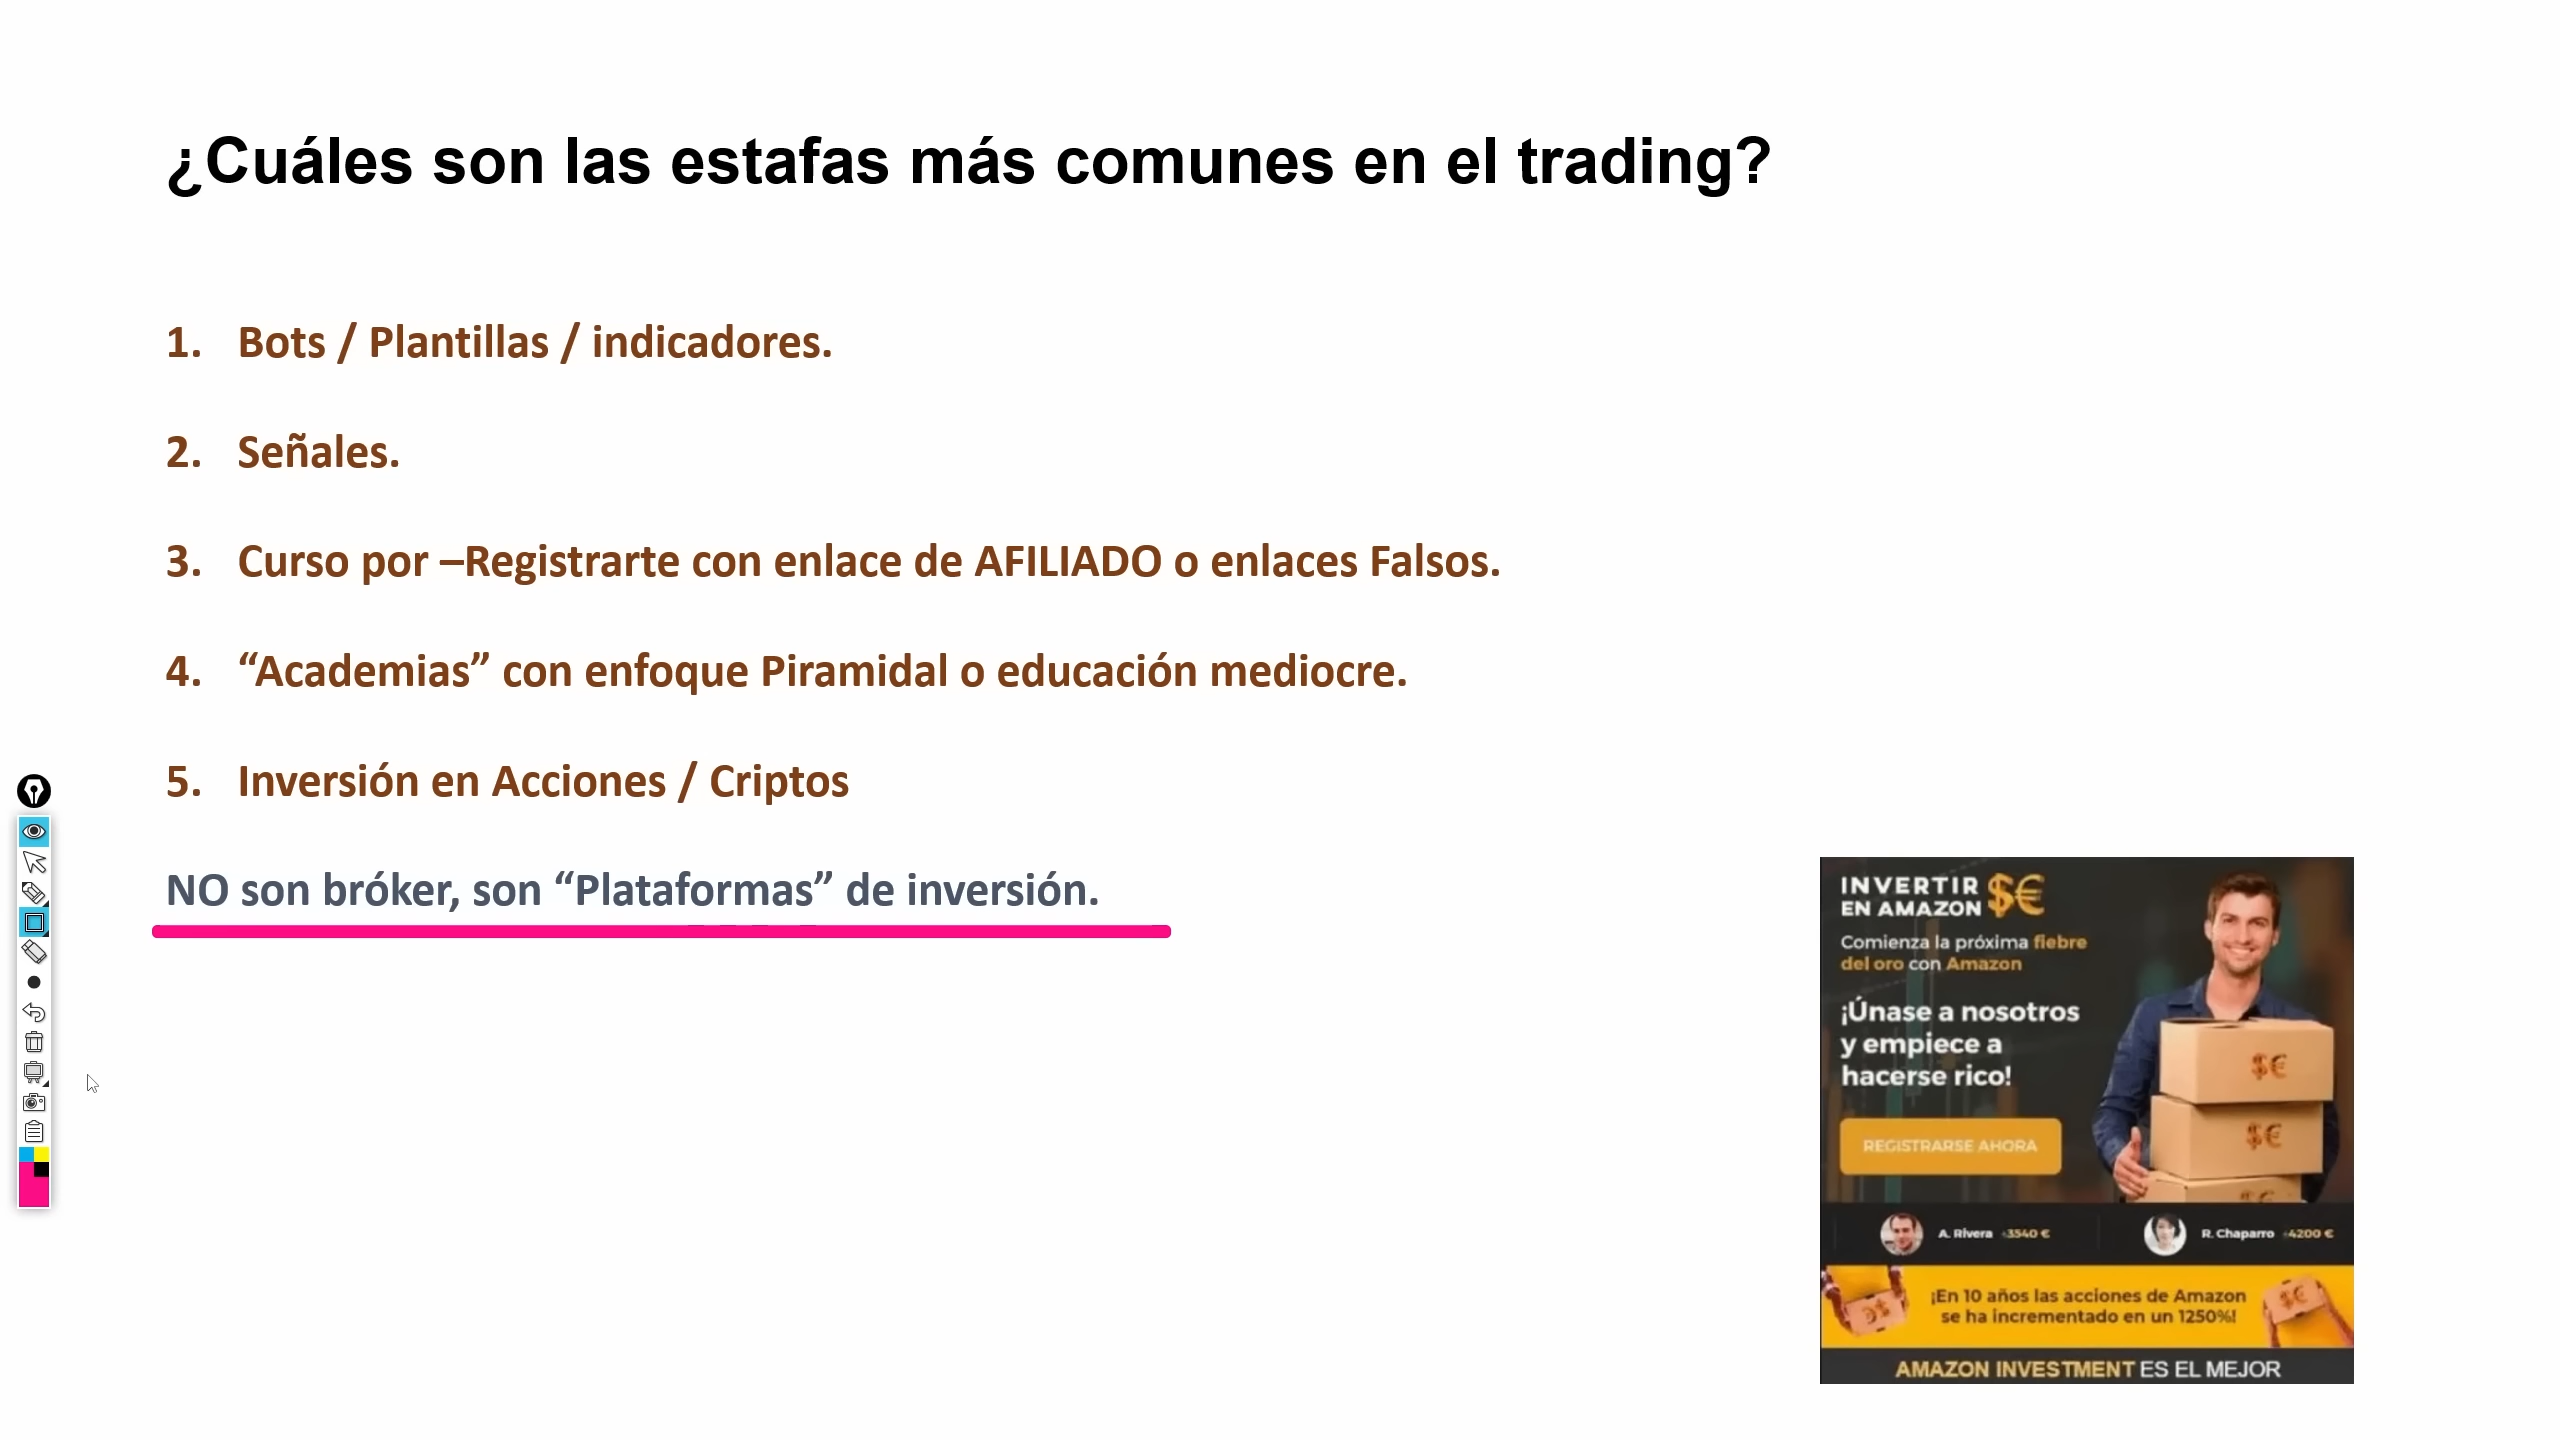 ¿Cuáles son las estafas más comunes en el trading?
1. Bots / Plantillas / indicadores.
2. Señales.
3. Curso por –Registrarte con enlace de AFILIADO o enlaces Falsos.
4. “Academias” con enfoque Piramidal o educación mediocre.
5. Inversión en Acciones / Criptos
NO son bróker, son “Plataformas” de inversión.
INVERTIR
EN AMAZON $€
Comienza la próxima fiebre
del oro con Amazon
¡Únase a nosotros
y empiece a
hacerse rico!
REGISTRARSE AHORA
$€
$€
$€
A. Rivera +3540 €
R. Chaparro +4200 €
¡En 10 años las acciones de Amazon
se ha incrementado en un 1250%!
$€
AMAZON INVESTMENT ES EL MEJOR